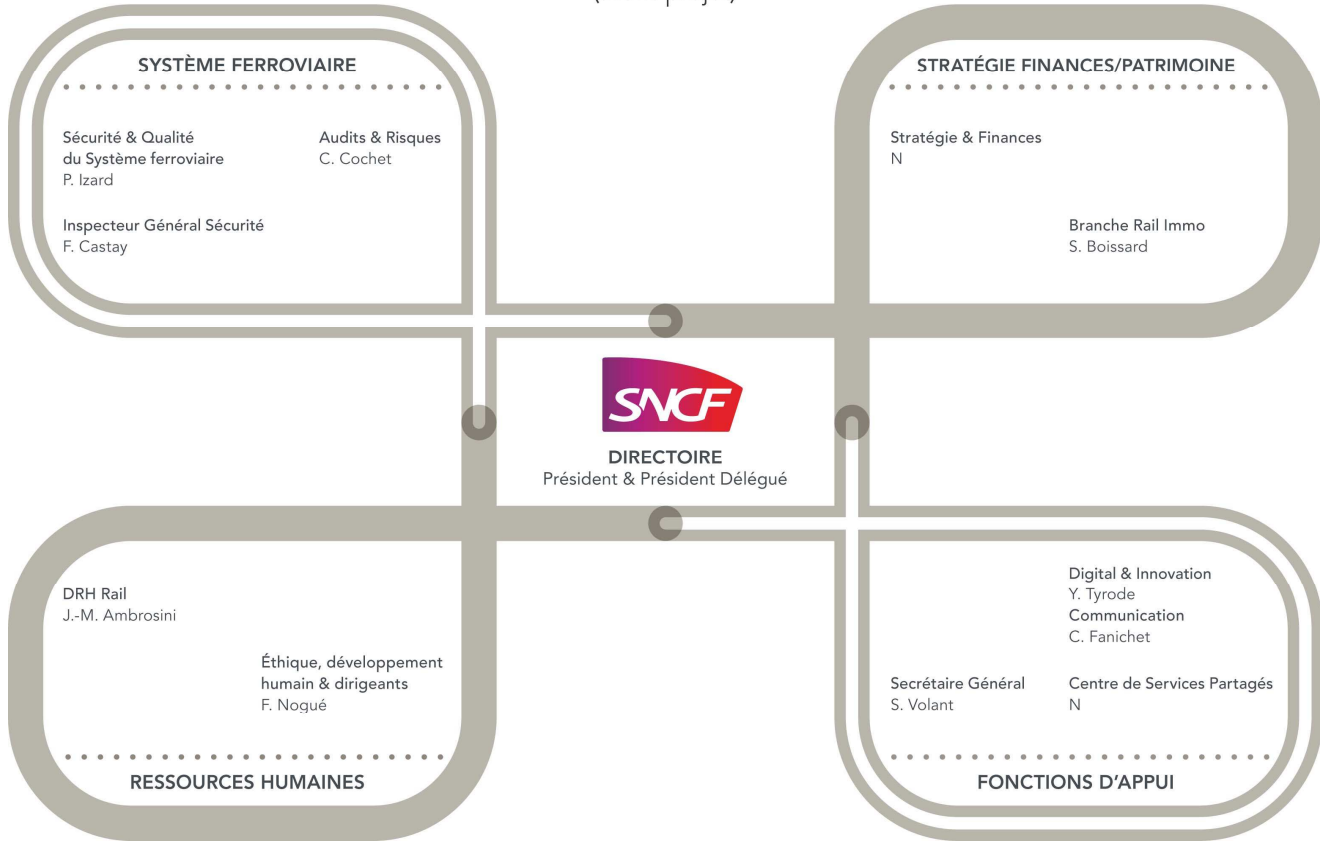 SYSTÈME FERROVIAIRE
Sécurité & Qualité
du Système ferroviaire
P. Izard
Audits & Risques
C. Cochet
Inspecteur Général Sécurité
F. Castay
STRATÉGIE FINANCES/PATRIMOINE
Stratégie & Finances
N
Branche Rail Immo
S. Boissard
SNCF
DIRECTOIRE
Président & Président Délégué
DRH Rail
J.-M. Ambrosini
Éthique, développement
humain & dirigeants
F. Nogué
RESSOURCES HUMAINES
Digital & Innovation
Y. Tyrode
Communication
C. Fanichet
Secrétaire Général
S. Volant
Centre de Services Partagés
N
FONCTIONS D'APPUI